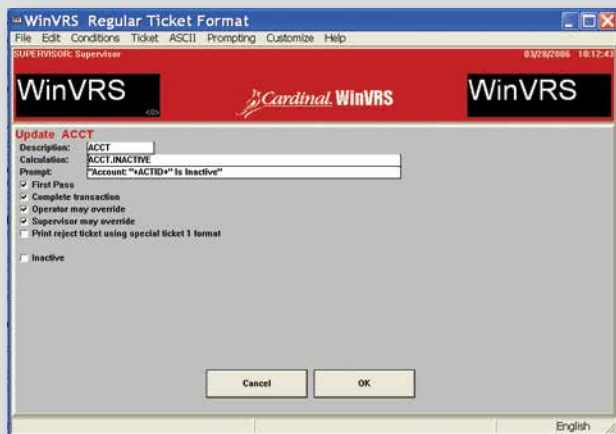 WinVRS Regular Ticket Format
File Edit Conditions Ticket ASCII Prompting Customize Help
SUPERVISOR: Supervisor 03/28/2006 10:12:43
WinVRS Cardinal WinVRS WinVRS
<0>
Update ACCT
Description: ACCT
Calculation: ACCT.INACTIVE
Prompt: "Account: "+ACTID+" Is Inactive"
First Pass
Complete transaction
Operator may override
Supervisor may override
Print reject ticket using special ticket 1 format
Inactive
Cancel OK
English